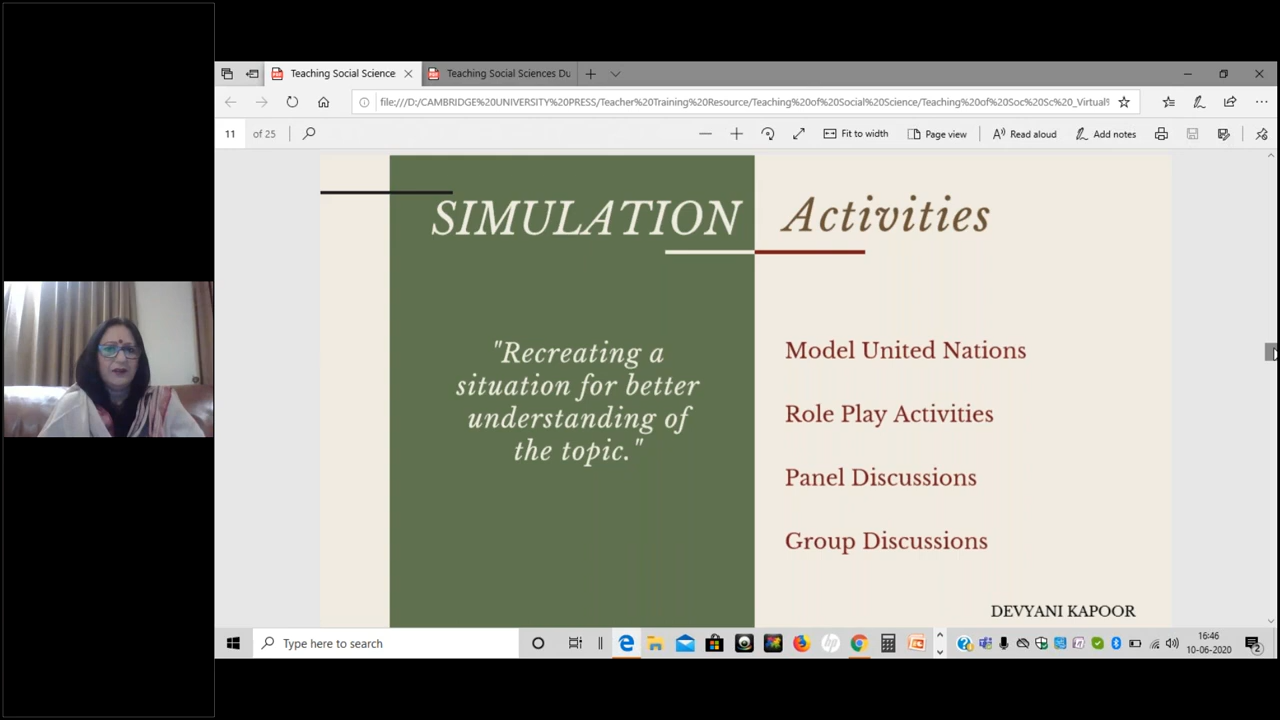 Teaching Social Science
Teaching Social Sciences Du
file:///D:/CAMBRIDGE%20UNIVERSITY%20PRESS/Teacher%20Training%20Resource/Teaching%20of%20Social%20Science/Teaching%20of%20Soc%20Sc%20_Virtual%
11 of 25
Fit to width
Page view
Read aloud
Add notes
SIMULATION Activities
"Recreating a
situation for better
understanding of
the topic."
Model United Nations
Role Play Activities
Panel Discussions
Group Discussions
DEVYANI KAPOOR
Type here to search
16:46
10-06-2020